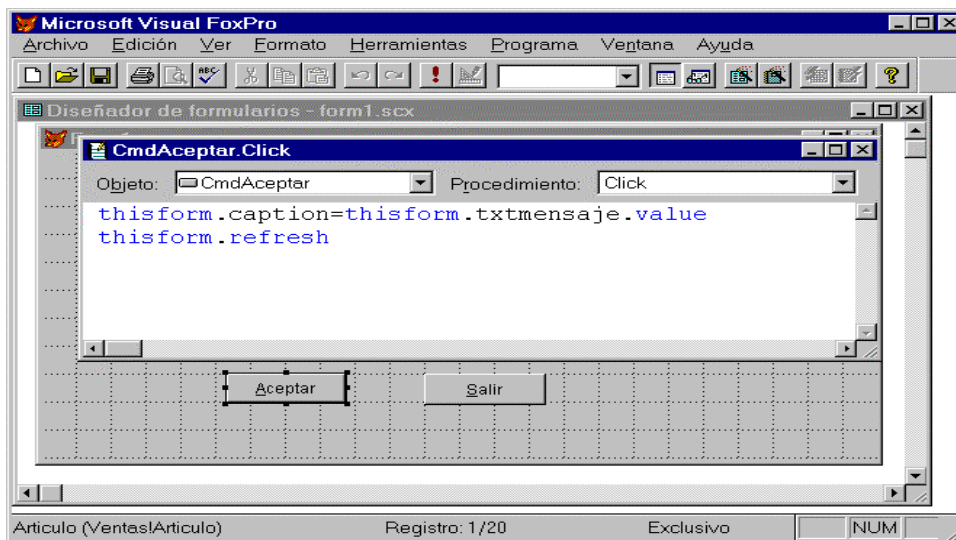 Microsoft Visual FoxPro
Archivo Edición Ver Formato Herramientas Programa Ventana Ayuda
ABC
Diseñador de formularios - form1.scx
CmdAceptar.Click
Objeto: CmdAceptar Procedimiento: Click
thisform.caption=thisform.txtmensaje.value
thisform.refresh
Aceptar Salir
Articulo (Ventas!Articulo) Registro: 1/20 Exclusivo NUM